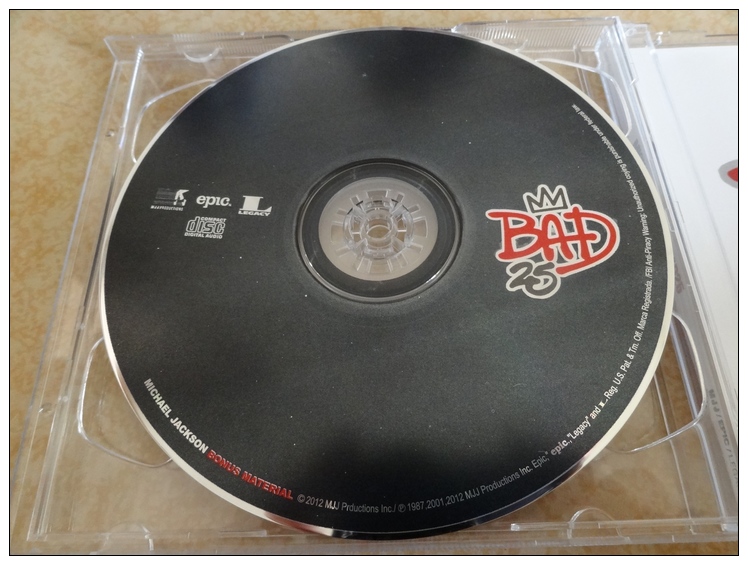 MJJ PRODUCTIONS
epic.
L
LEGACY
COMPACT
disc
DIGITAL AUDIO
BAD
25
MICHAEL JACKSON BONUS MATERIAL © 2012 MJJ Prductions Inc./ ℗ 1987,2001,2012 MJJ Productions Inc. Epic," epic," "Legacy" and L Reg. U.S. Pat. & Tm. Off. Marca Registrada. /FBI Anti-Piracy Warning: Unauthorized copying is punishable under federal law.